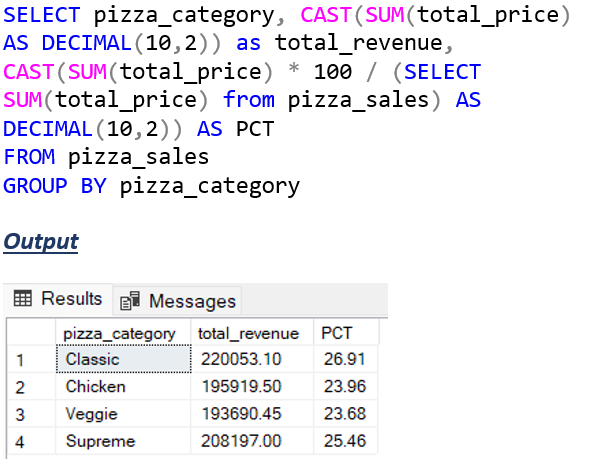 SELECT pizza_category, CAST(SUM(total_price)
AS DECIMAL(10,2)) as total_revenue,
CAST(SUM(total_price) * 100 / (SELECT
SUM(total_price) from pizza_sales) AS
DECIMAL(10,2)) AS PCT
FROM pizza_sales
GROUP BY pizza_category
Output
Results Messages
pizza_category total_revenue PCT
1 Classic 220053.10 26.91
2 Chicken 195919.50 23.96
3 Veggie 193690.45 23.68
4 Supreme 208197.00 25.46